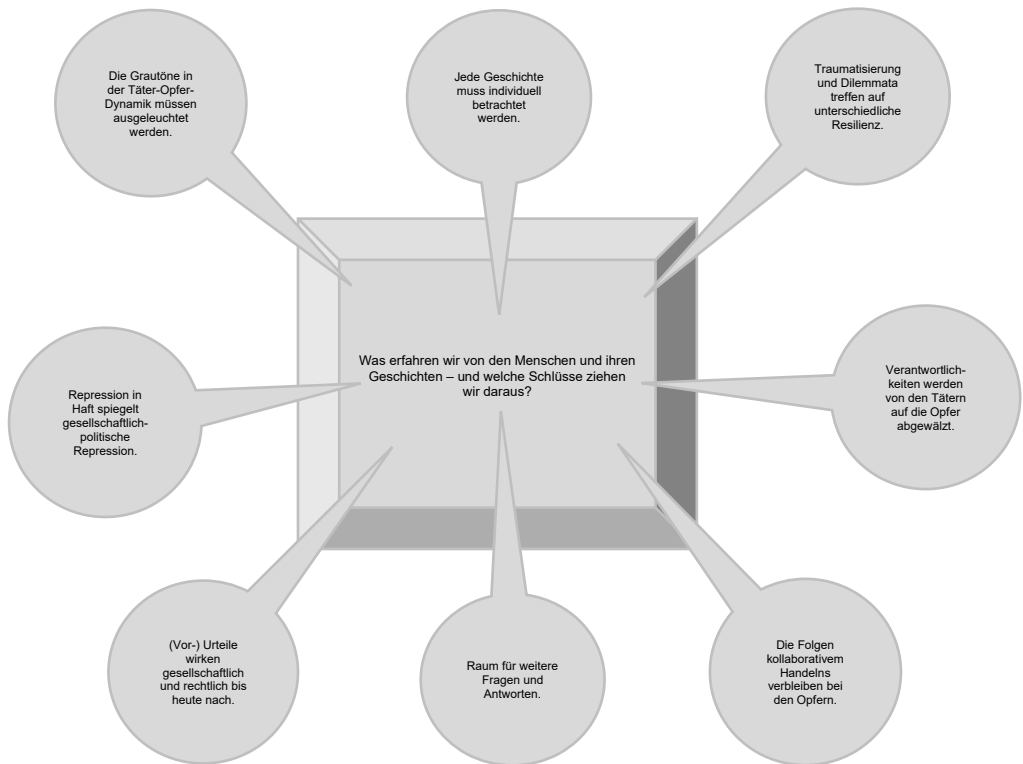 Die Grautöne in
der Täter-Opfer-
Dynamik müssen
ausgeleuchtet
werden.
Jede Geschichte
muss individuell
betrachtet
werden.
Traumatisierung
und Dilemmata
treffen auf
unterschiedliche
Resilienz.
Was erfahren wir von den Menschen und ihren
Geschichten – und welche Schlüsse ziehen
wir daraus?
Repression in
Haft spiegelt
gesellschaftlich-
politische
Repression.
Verantwortlich-
keiten werden
von den Tätern
auf die Opfer
abgewälzt.
(Vor-) Urteile
wirken
gesellschaftlich
und rechtlich bis
heute nach.
Raum für weitere
Fragen und
Antworten.
Die Folgen
kollaborativem
Handelns
verbleiben bei
den Opfern.